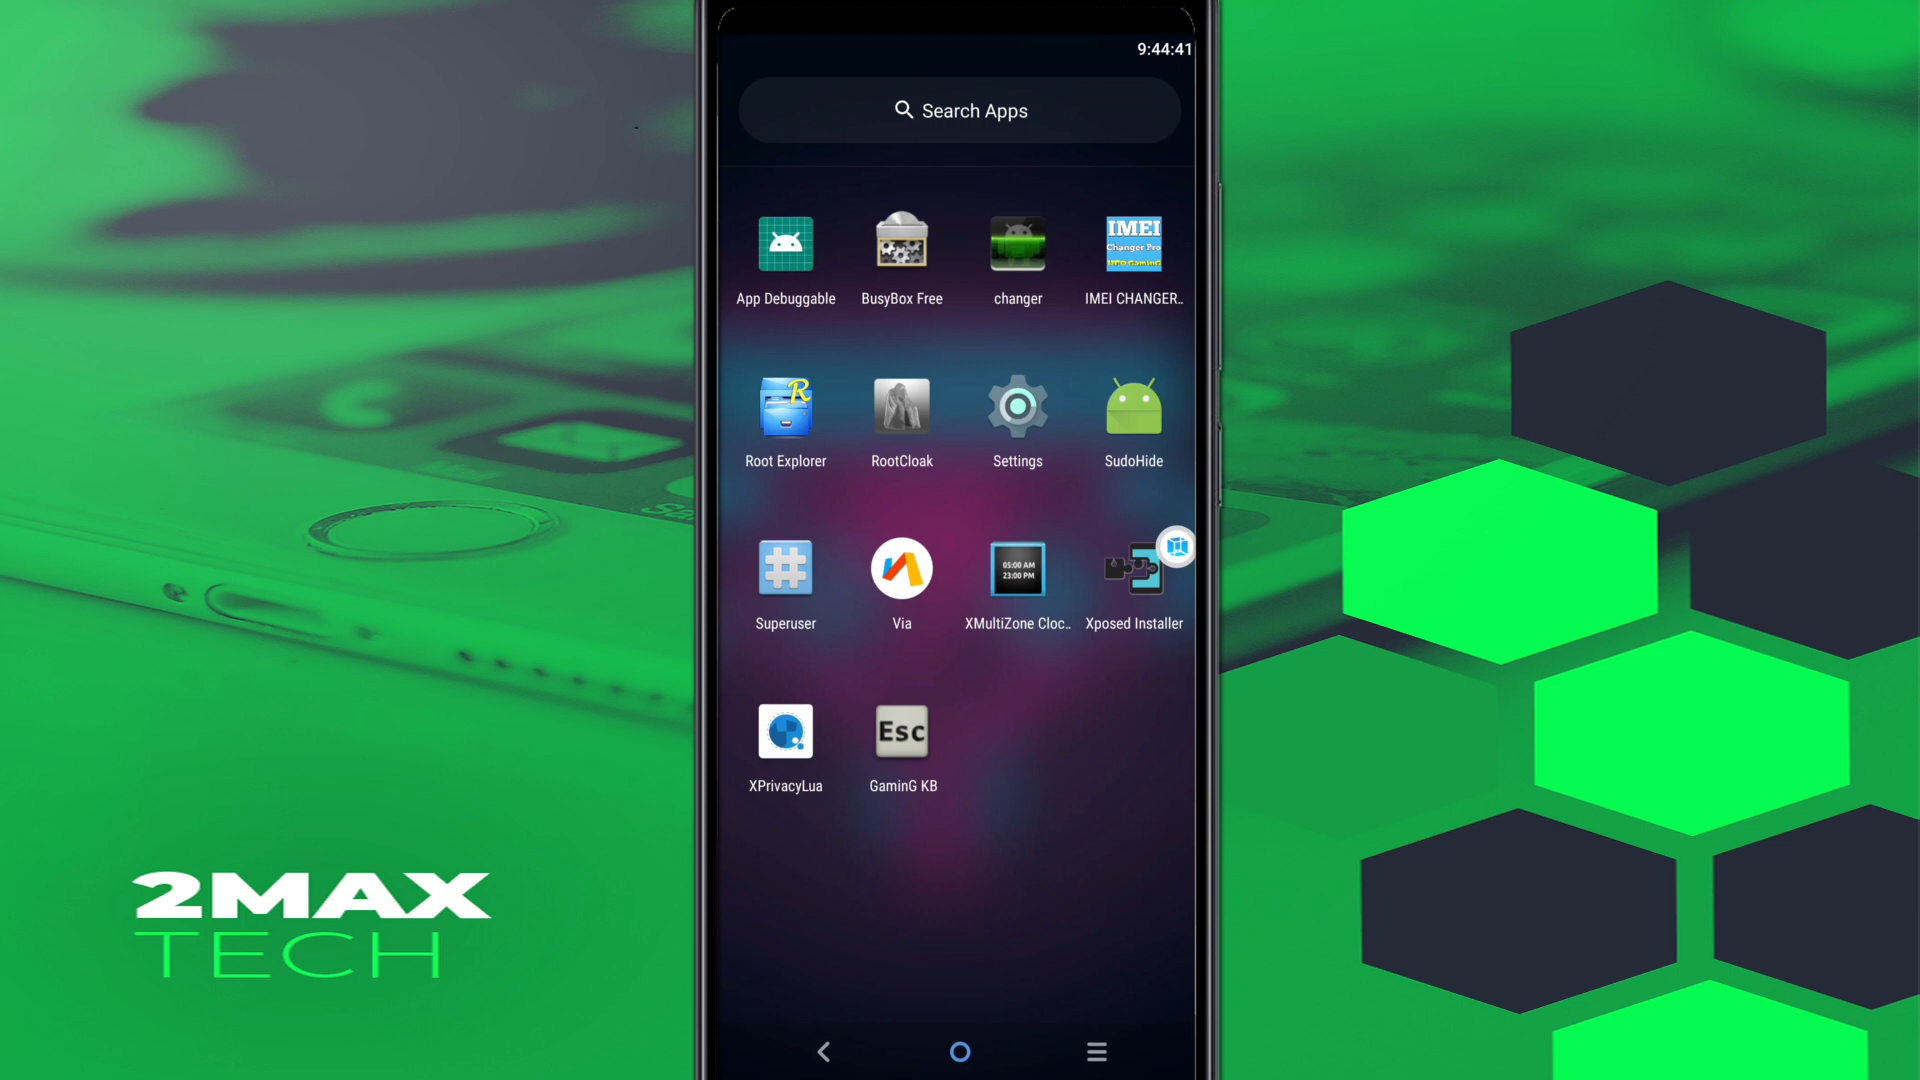 9:44:41
Search Apps
IMEI
Changer Pro
App Debuggable
BusyBox Free
changer
IMEI CHANGER..
R
Root Explorer
RootCloak
Settings
SudoHide
05:00 AM
23:00 PM
Superuser
Via
XMultiZone Cloc..
Xposed Installer
Esc
XPrivacyLua
GaminG KB
2MAX
TECH